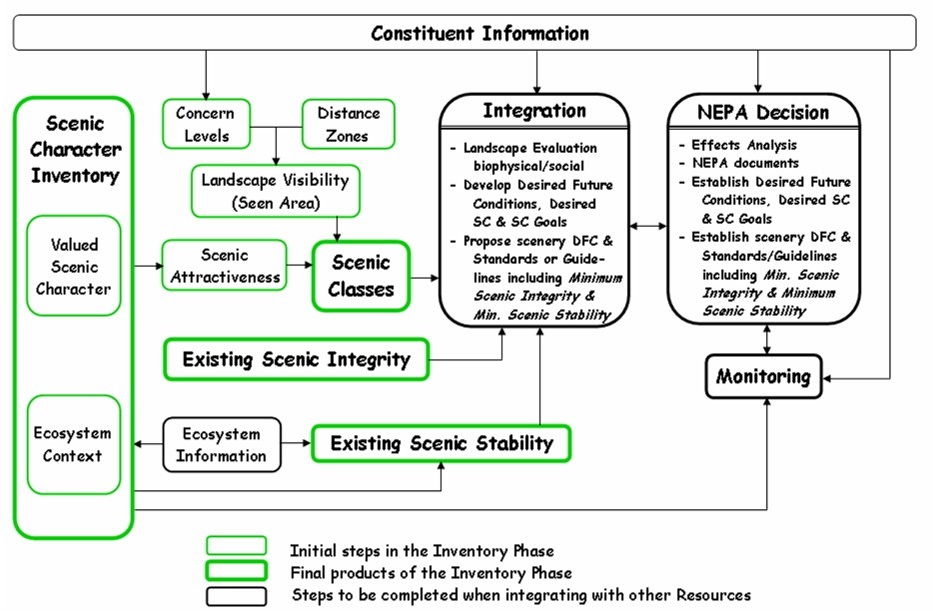 Constituent Information
Scenic
Character
Inventory
Valued
Scenic
Character
Ecosystem
Context
Concern
Levels
Distance
Zones
Landscape Visibility
(Seen Area)
Scenic
Attractiveness
Scenic
Classes
Existing Scenic Integrity
Ecosystem
Information
Existing Scenic Stability
Integration
- Landscape Evaluation
biophysical/social
- Develop Desired Future
Conditions, Desired
SC & SC Goals
- Propose scenery DFC &
Standards or Guide-
lines including Minimum
Scenic Integrity &
Min. Scenic Stability
NEPA Decision
- Effects Analysis
- NEPA documents
- Establish Desired Future
Conditions, Desired SC
& SC Goals
- Establish scenery DFC &
Standards/Guidelines
including Min. Scenic
Integrity & Minimum
Scenic Stability
Monitoring
Initial steps in the Inventory Phase
Final products of the Inventory Phase
Steps to be completed when integrating with other Resources